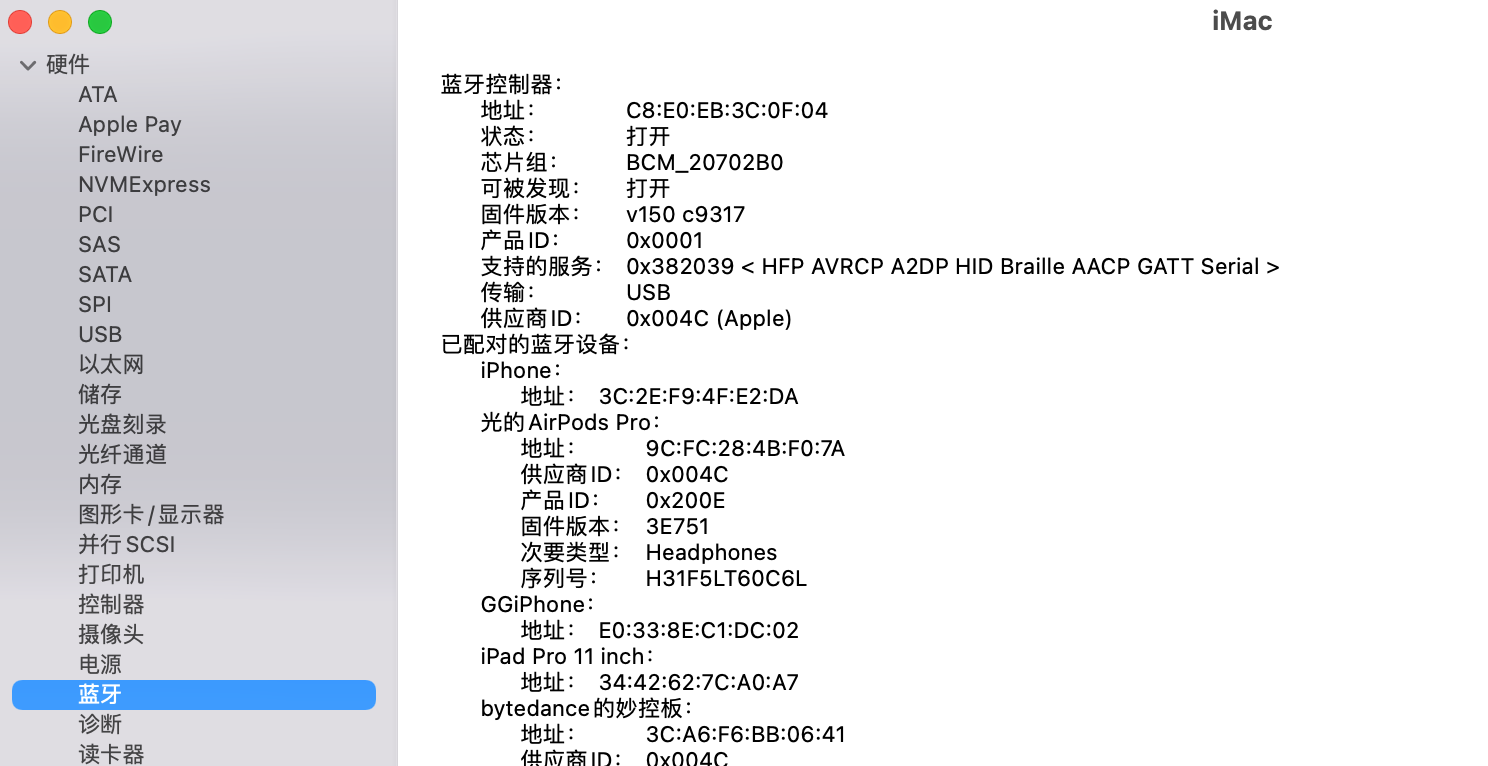 iMac
硬件
ATA
Apple Pay
FireWire
NVMExpress
PCI
SAS
SATA
SPI
USB
以太网
储存
光盘刻录
光纤通道
内存
图形卡/显示器
并行SCSI
打印机
控制器
摄像头
电源
蓝牙
诊断
读卡器
蓝牙控制器：
地址： C8:E0:EB:3C:0F:04
状态： 打开
芯片组： BCM_20702B0
可被发现： 打开
固件版本： v150 c9317
产品ID： 0x0001
支持的服务： 0x382039 < HFP AVRCP A2DP HID Braille AACP GATT Serial >
传输： USB
供应商ID： 0x004C (Apple)
已配对的蓝牙设备：
iPhone：
地址： 3C:2E:F9:4F:E2:DA
光的AirPods Pro：
地址： 9C:FC:28:4B:F0:7A
供应商ID： 0x004C
产品ID： 0x200E
固件版本： 3E751
次要类型： Headphones
序列号： H31F5LT60C6L
GGiPhone：
地址： E0:33:8E:C1:DC:02
iPad Pro 11 inch：
地址： 34:42:62:7C:A0:A7
bytedance的妙控板：
地址： 3C:A6:F6:BB:06:41
供应商ID： 0x004C